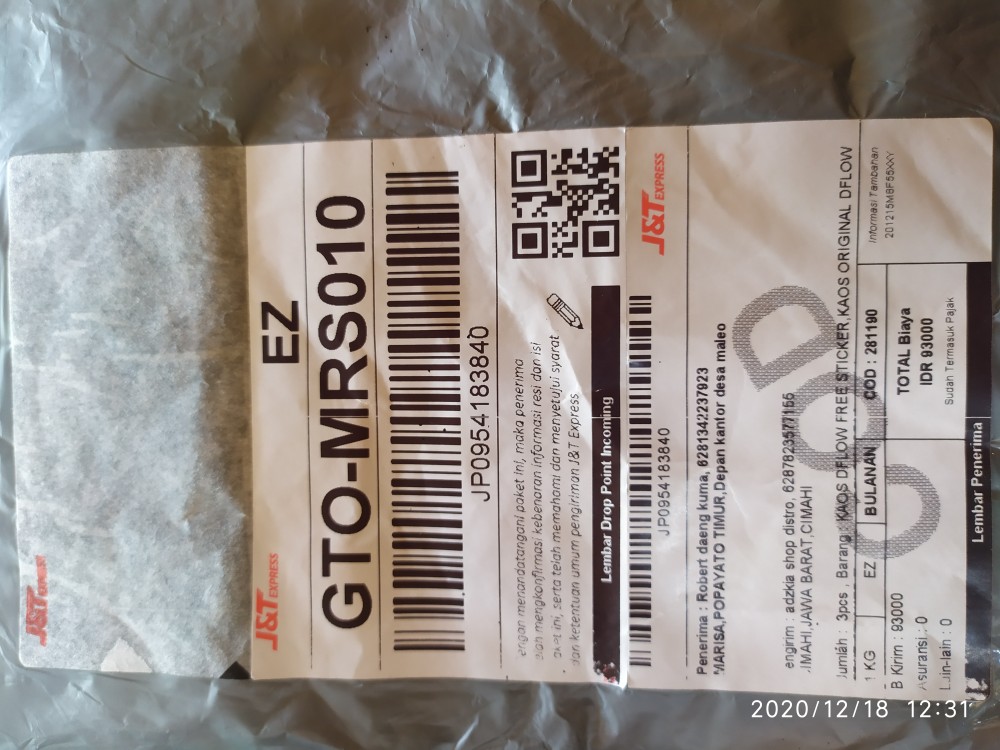 J&T EXPRESS
J&T EXPRESS
EZ
GTO-MRS010
JP0954183840
engan menandatangani paket ini, maka penerima
mengkonfirmasi kebenaran informasi resi dan isi
ini, serta telah memahami dan menyetujui syarat
dan ketentuan umum pengiriman J&T Express
Lembar Drop Point Incoming
J&T EXPRESS
JP0954183840
Penerima : Robert daeng kuma, 6281342237923
MARISA,POPAYATO TIMUR,Depan kantor desa maleo
engirim : adzkia shop distro, 6287823577155
IMAHI,JAWA BARAT,CIMAHI
Jumlah : 3pcs , Barang : KAOS DFLOW FREE STICKER,KAOS ORIGINAL DFLOW
1 KG EZ BULANAN COD : 281190
Informasi Tambahan
201215M8F55XXY
COD
B Kirim : 93000
Asuransi : 0
Lain-lain : 0
TOTAL Biaya
IDR 93000
Sudah Termasuk Pajak
Lembar Penerima
2020/12/18 12:31